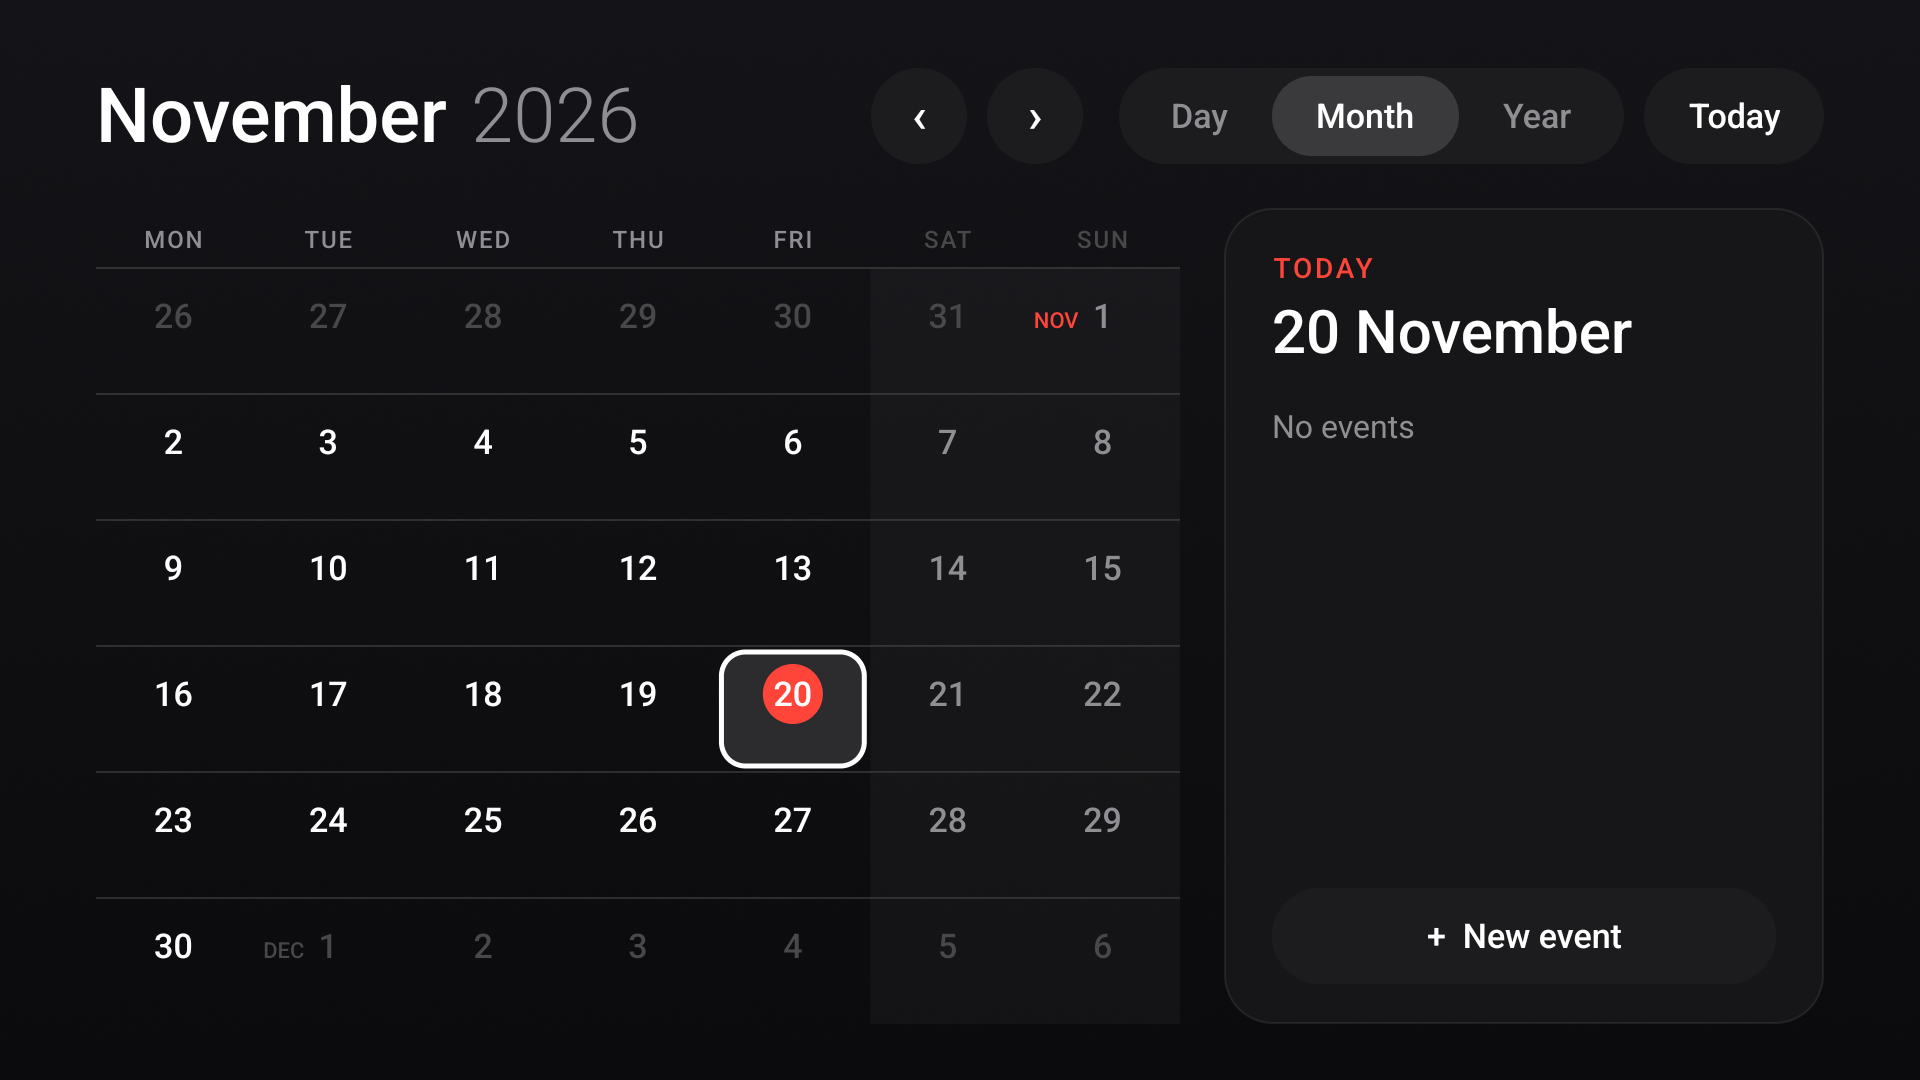 November 2026
‹ › Day Month Year Today
MON TUE WED THU FRI SAT SUN
26 27 28 29 30 31 NOV 1
2 3 4 5 6 7 8
9 10 11 12 13 14 15
16 17 18 19 20 21 22
23 24 25 26 27 28 29
30 DEC 1 2 3 4 5 6
TODAY
20 November
No events
+ New event